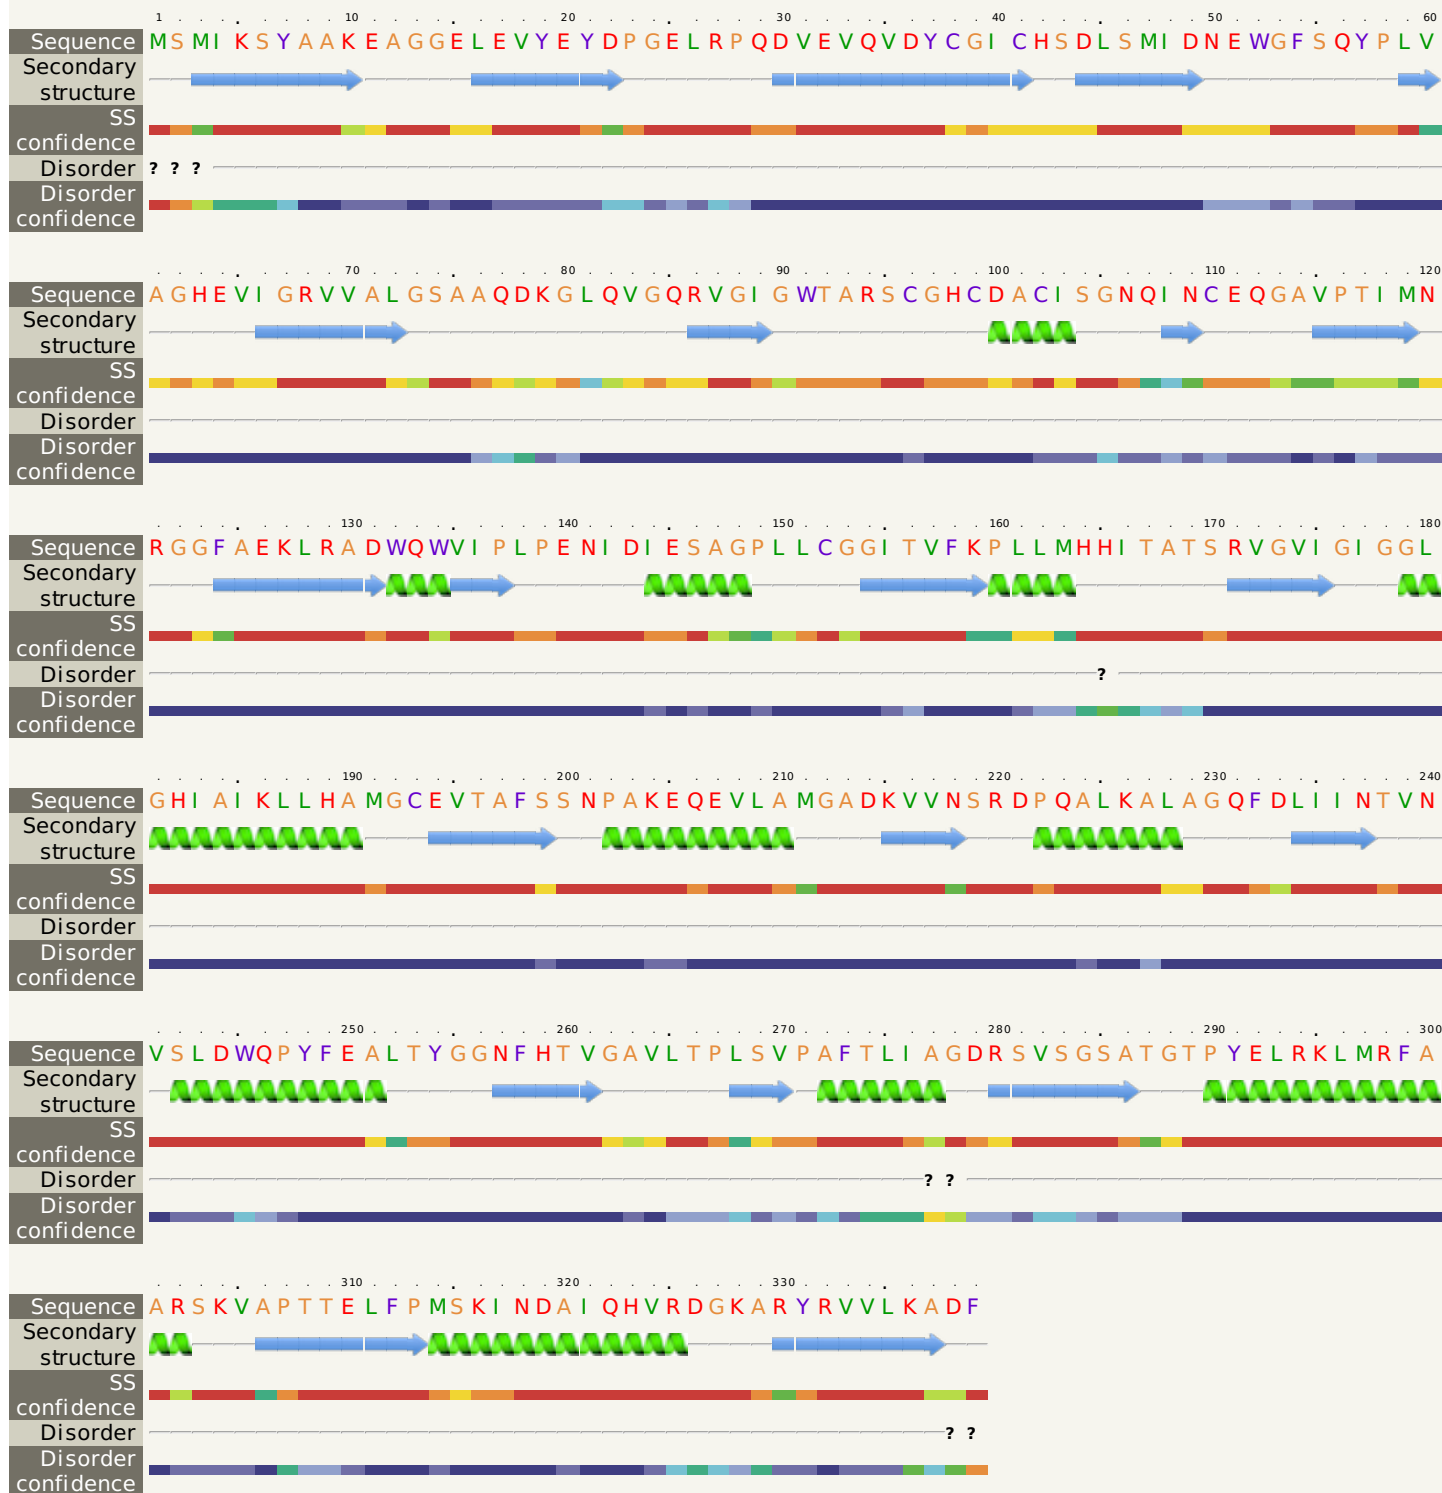 1 10 20 30 40 50 60
Sequence MSMIKSYAAKEAGGELEVYEYDPGELRPQDVEVQVDYCGICHSDLSMIDNEWGFSQYPLV
Secondary
structure
SS
confidence
Disorder ? ? ?
Disorder
confidence
70 80 90 100 110 120
Sequence AGHEVIGRVVALGSAAQDKGLQVGQRVGIGWTARSCGHCDACISGNQINCEQGAVPTIMN
Secondary
structure
SS
confidence
Disorder
Disorder
confidence
130 140 150 160 170 180
Sequence RGGFAEKLRADWQWVIPLPENIDIESAGPLLCGGITVFKPLLMHHITATSRVGVIGIGGL
Secondary
structure
SS
confidence
Disorder ?
Disorder
confidence
190 200 210 220 230 240
Sequence GHIAIKLLHAMGCEVTAFSSNPAKEQEVLAMGADKVVNSRDPQALKALAGQFDLIINTVN
Secondary
structure
SS
confidence
Disorder
Disorder
confidence
250 260 270 280 290 300
Sequence VSLDWQPYFEALTYGGNFHTVGAVLTPLSVPAFTLIAGDRSVSGSATGTPYELRKLMRFA
Secondary
structure
SS
confidence
Disorder ? ?
Disorder
confidence
310 320 330
Sequence ARSKVAPTTELFPMSKINDAIQHVRDGKARYRVVLKADF
Secondary
structure
SS
confidence
Disorder ? ?
Disorder
confidence